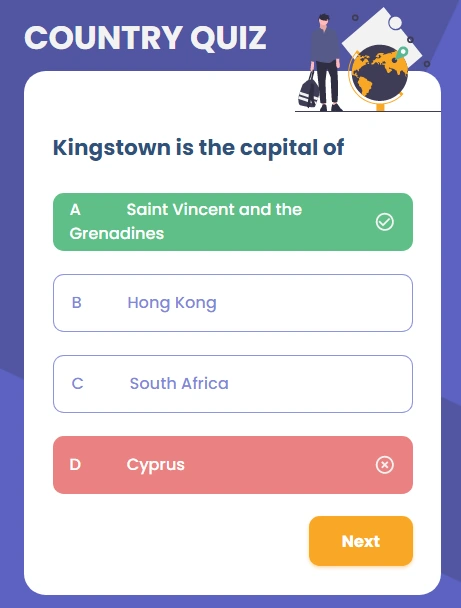 COUNTRY QUIZ
Kingstown is the capital of
A Saint Vincent and the
Grenadines
B Hong Kong
C South Africa
D Cyprus
Next